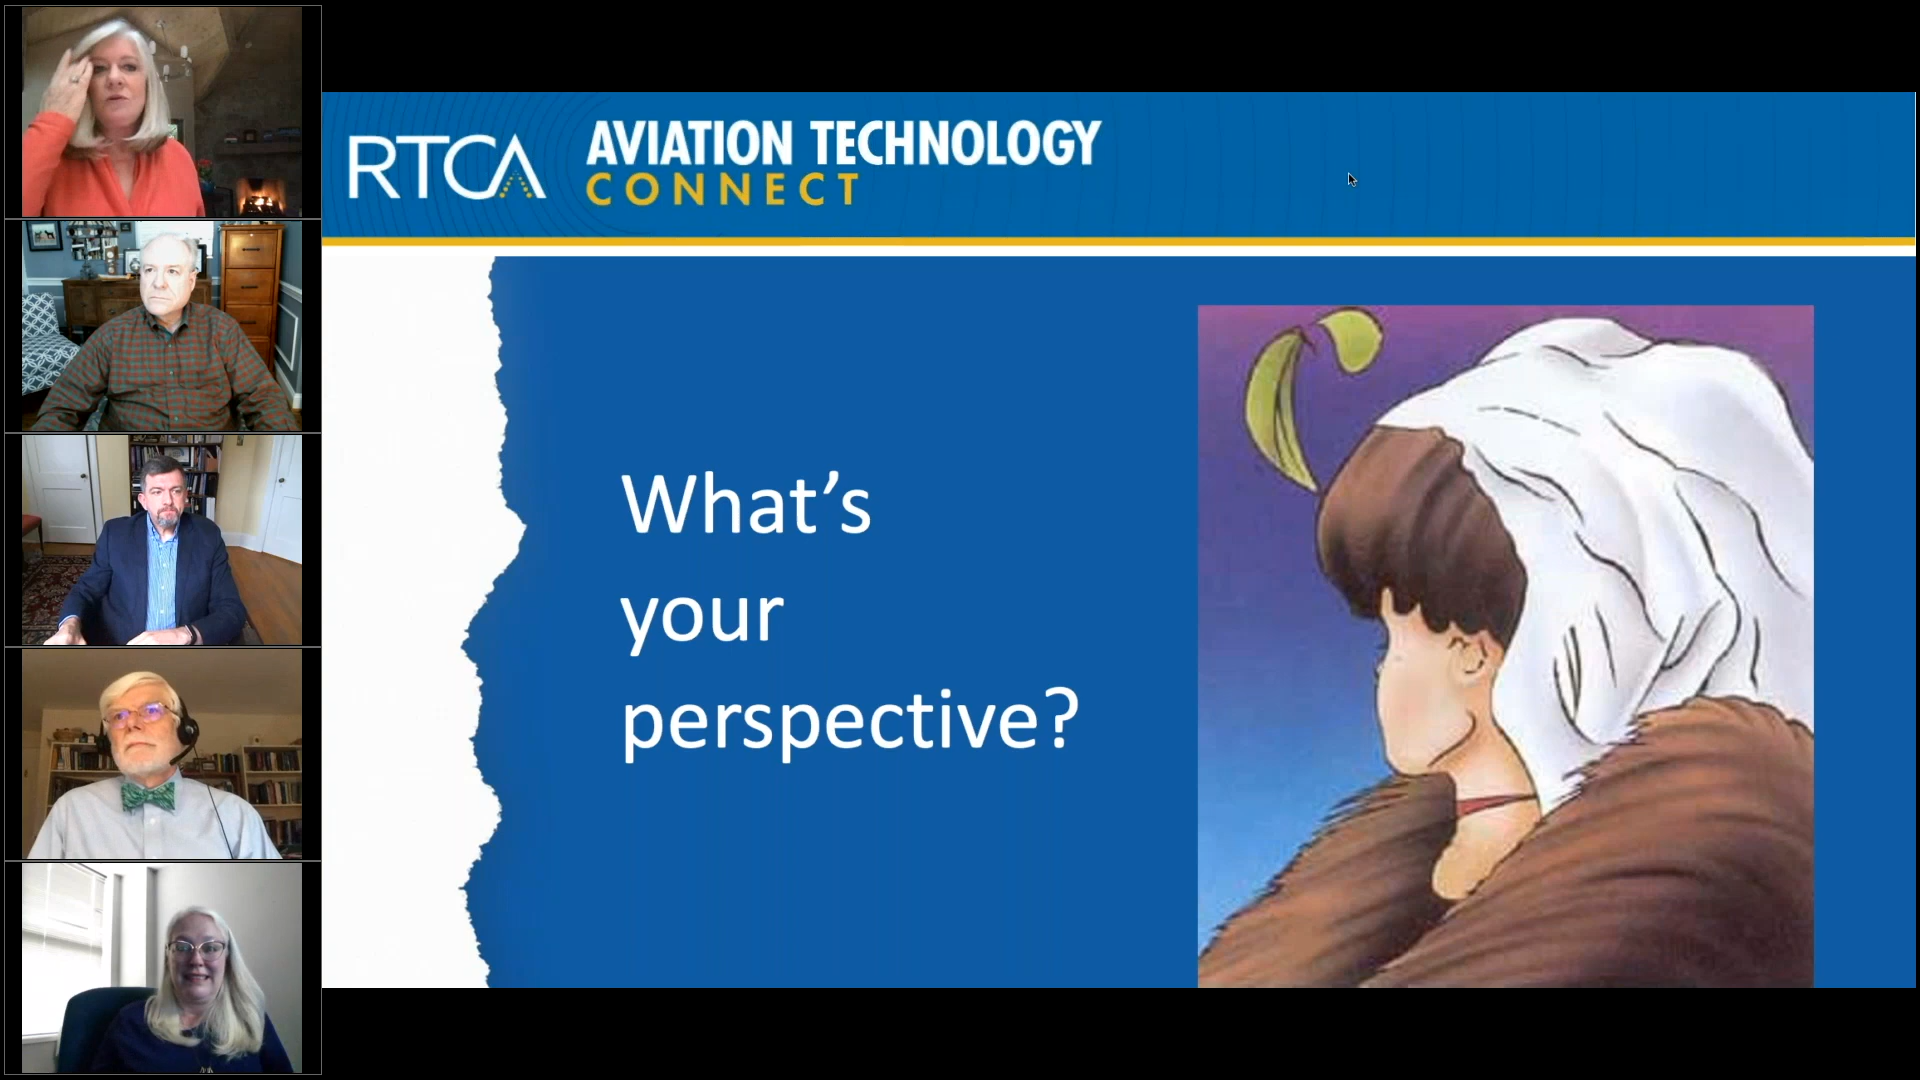 RTCA
AVIATION TECHNOLOGY
CONNECT
What’s
your
perspective?